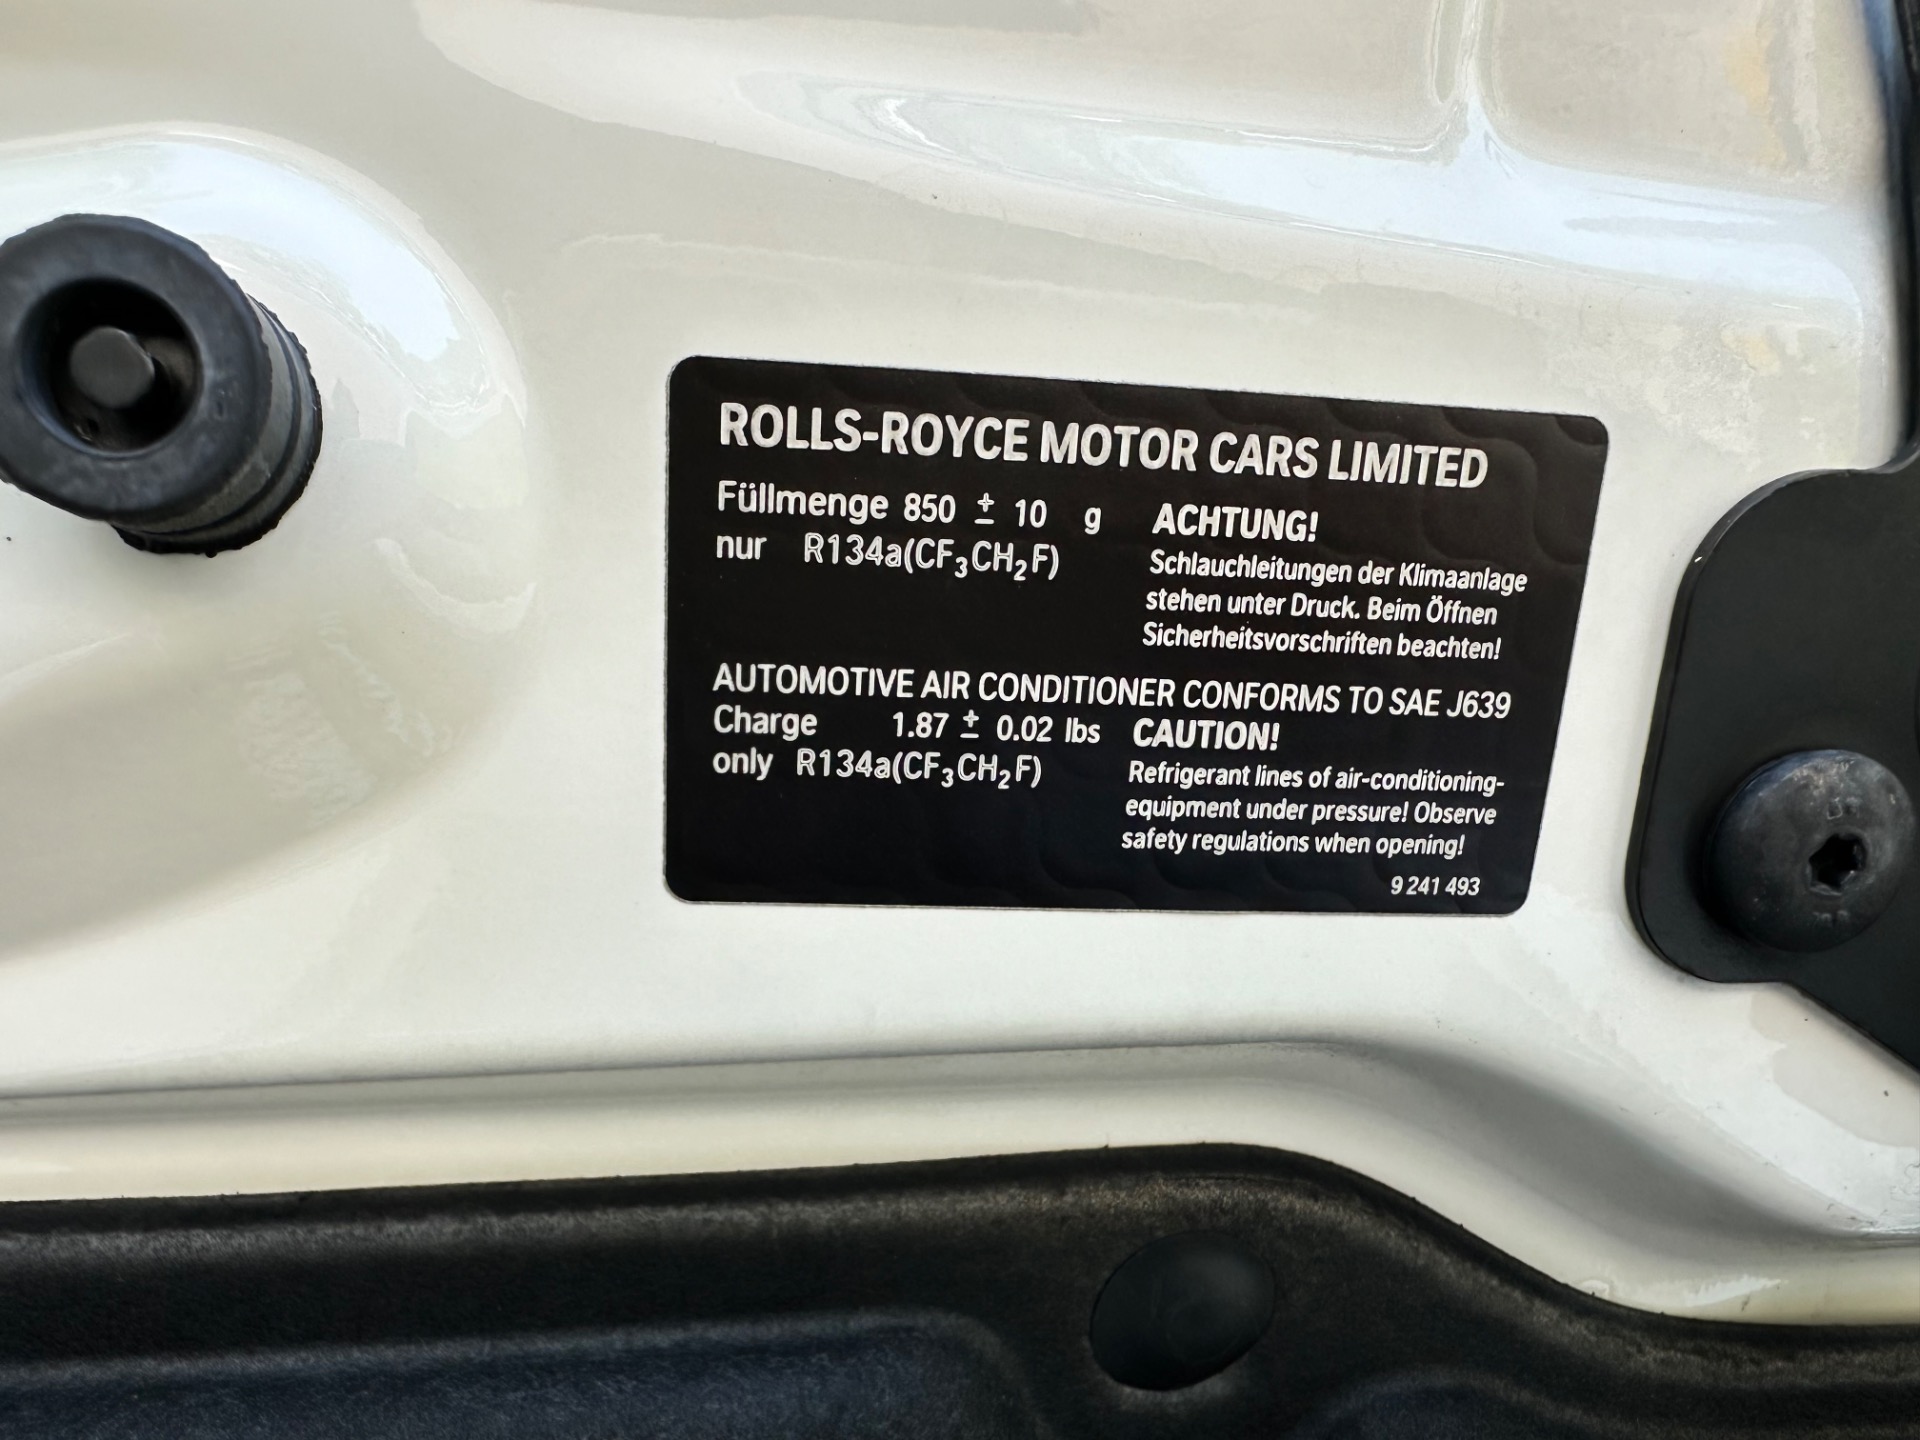 ROLLS-ROYCE MOTOR CARS LIMITED
Füllmenge 850 ± 10 g
nur R134a(CF₃CH₂F)
ACHTUNG!
Schlauchleitungen der Klimaanlage
stehen unter Druck. Beim Öffnen
Sicherheitsvorschriften beachten!
AUTOMOTIVE AIR CONDITIONER CONFORMS TO SAE J639
Charge 1.87 ± 0.02 lbs
only R134a(CF₃CH₂F)
CAUTION!
Refrigerant lines of air-conditioning-
equipment under pressure! Observe
safety regulations when opening!
9 241 493